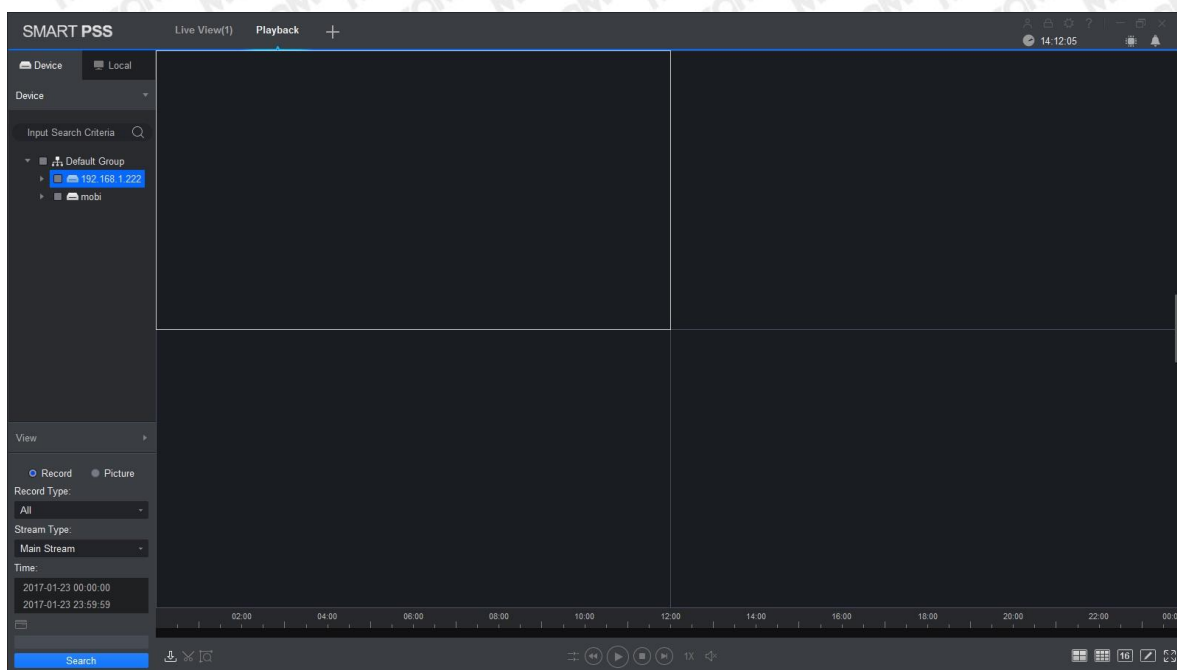 SMART PSS
Live View(1) Playback
14:12:05
Device Local
Device
Input Search Criteria
Default Group
192.168.1.222
mobi
View
Record Picture
Record Type:
All
Stream Type:
Main Stream
Time:
2017-01-23 00:00:00
2017-01-23 23:59:59
Search
02:00 04:00 06:00 08:00 10:00 12:00 14:00 16:00 18:00 20:00 22:00 00:0
1X
16